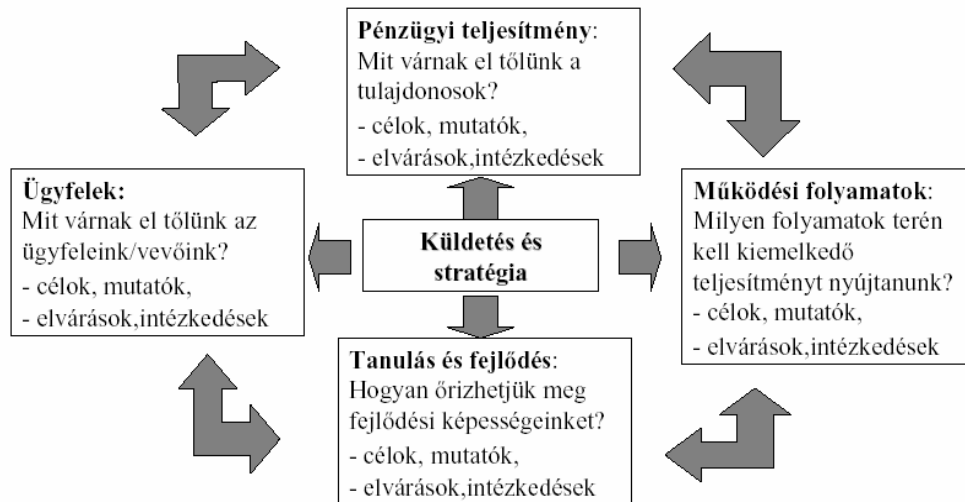 Pénzügyi teljesítmény:
Mit várnak el tőlünk a
tulajdonosok?
- célok, mutatók,
- elvárások,intézkedések
Ügyfelek:
Mit várnak el tőlünk az
ügyfeleink/vevőink?
- célok, mutatók,
- elvárások,intézkedések
Küldetés és
stratégia
Működési folyamatok:
Milyen folyamatok terén
kell kiemelkedő
teljesítményt nyújtanunk?
- célok, mutatók,
- elvárások,intézkedések
Tanulás és fejlődés:
Hogyan őrizhetjük meg
fejlődési képességeinket?
- célok, mutatók,
- elvárások,intézkedések